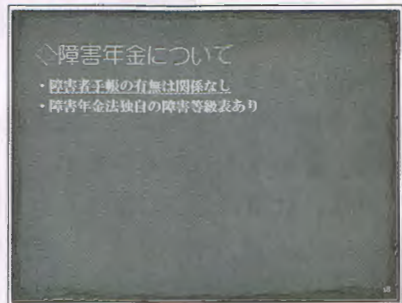 ◇障害年金について
・障害者手帳の有無は関係なし
・障害年金法独自の障害等級表あり